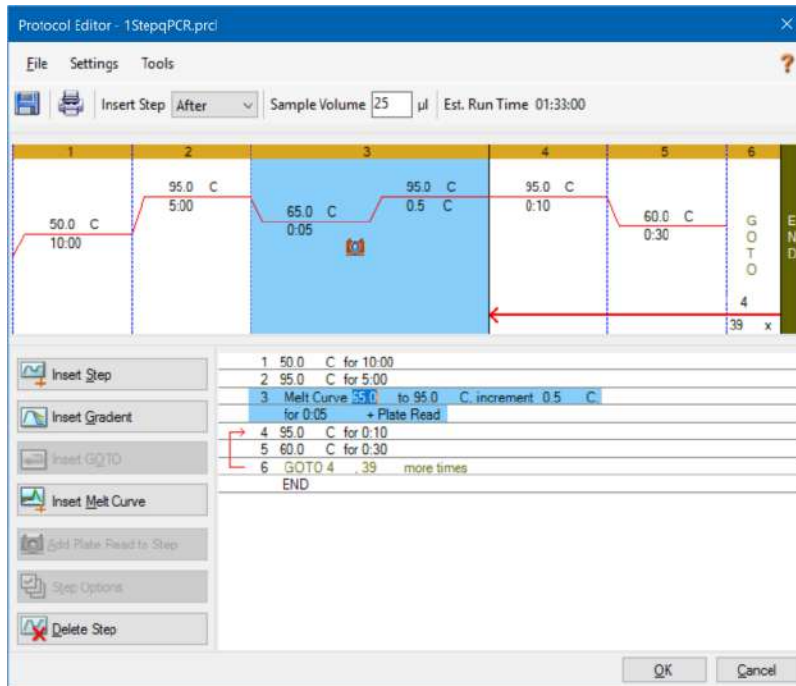 Protocol Editor - 1StepqPCR.prcl
File Settings Tools
Insert Step After Sample Volume 25 µl Est. Run Time 01:33:00
1 2 3 4 5 6
50.0 C
10:00
95.0 C
5:00
65.0 C
0:05
95.0 C
0.5 C
95.0 C
0:10
60.0 C
0:30
GOTO
4
39 x
END
Insert Step
Insert Gradient
Insert GOTO
Insert Melt Curve
Add Plate Read to Step
Step Options
Delete Step
1 50.0 C for 10:00
2 95.0 C for 5:00
3 Melt Curve 65.0 to 95.0 C, increment 0.5 C,
for 0:05 + Plate Read
4 95.0 C for 0:10
5 60.0 C for 0:30
6 GOTO 4 , 39 more times
END
OK Cancel